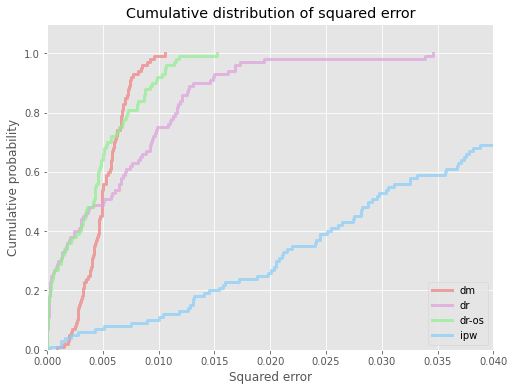 Cumulative distribution of squared error
Cumulative probability
1.0
0.8
0.6
0.4
0.2
0.0
0.000 0.005 0.010 0.015 0.020 0.025 0.030 0.035 0.040
Squared error
dm
dr
dr-os
ipw